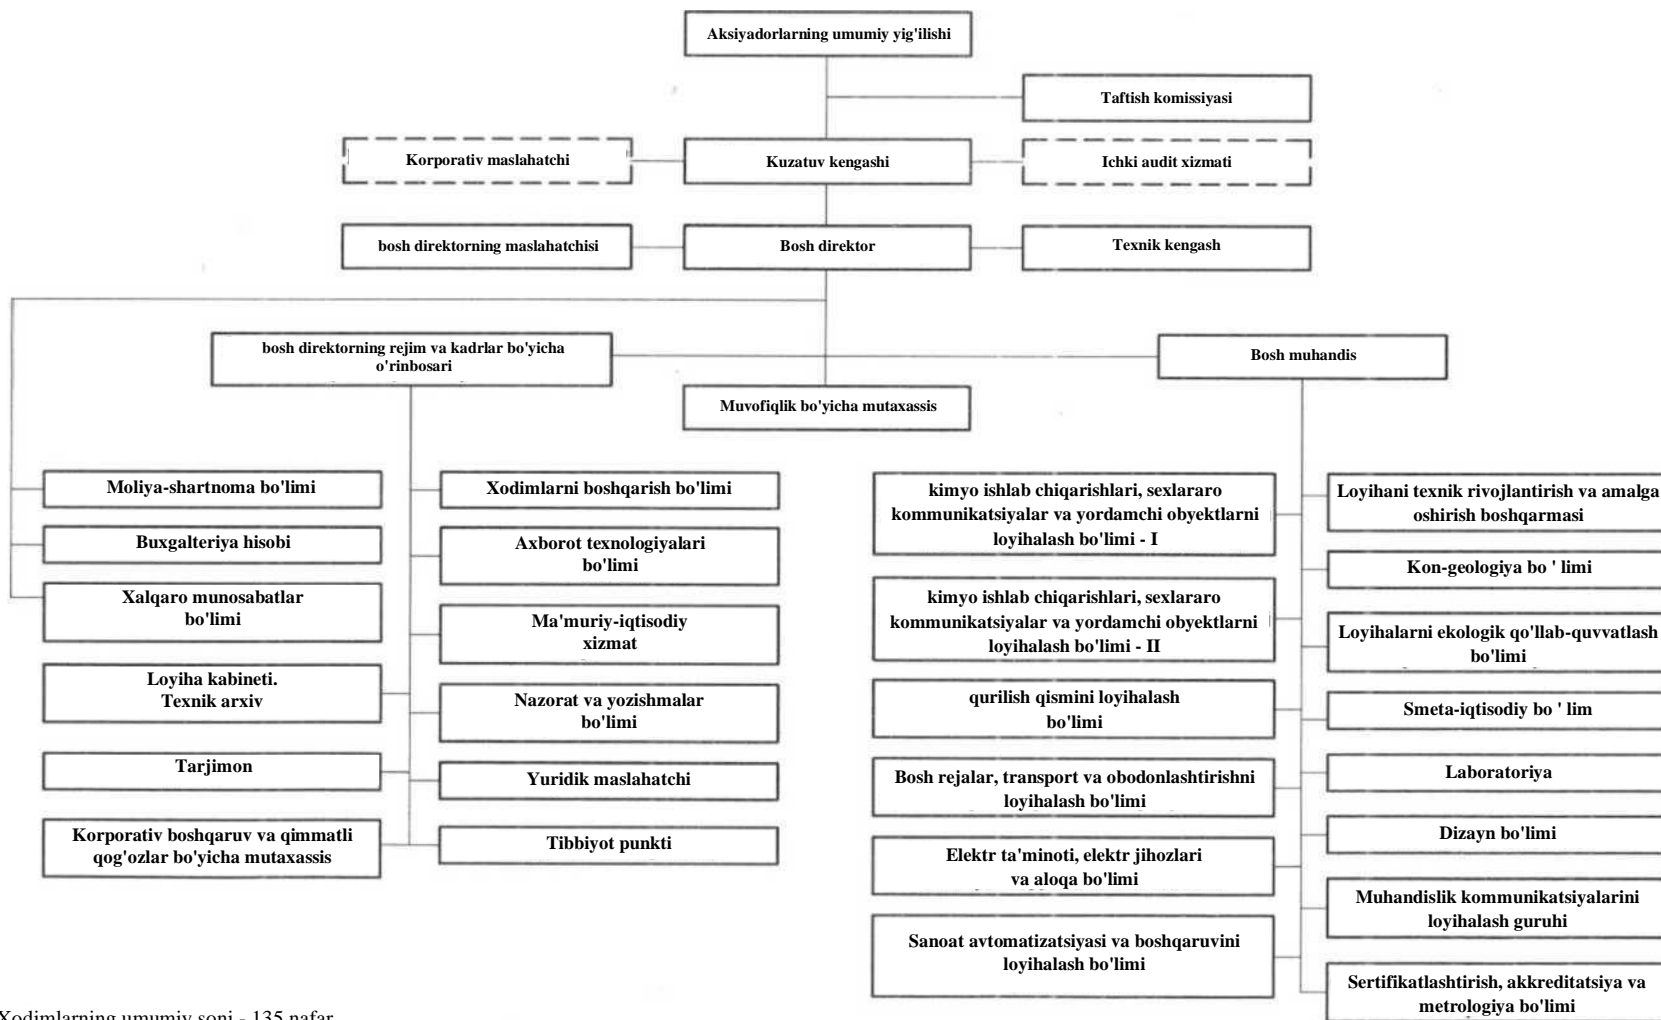 Aksiyadorlarning umumiy yig'ilishi
Taftish komissiyasi
Korporativ maslahatchi
Kuzatuv kengashi
Ichki audit xizmati
bosh direktorning maslahatchisi
Bosh direktor
Texnik kengash
bosh direktorning rejim va kadrlar bo'yicha
o'rinbosari
Bosh muhandis
Muvofiqlik bo'yicha mutaxassis
Moliya-shartnoma bo'limi
Buxgalteriya hisobi
Xalqaro munosabatlar
bo'limi
Loyiha kabineti.
Texnik arxiv
Tarjimon
Korporativ boshqaruv va qimmatli
qog'ozlar bo'yicha mutaxassis
Xodimlarni boshqarish bo'limi
Axborot texnologiyalari
bo'limi
Ma'muriy-iqtisodiy
xizmat
Nazorat va yozishmalar
bo'limi
Yuridik maslahatchi
Tibbiyot punkti
kimyo ishlab chiqarishlari, sexlararo
kommunikatsiyalar va yordamchi obyektlarni
loyihalash bo'limi - I
kimyo ishlab chiqarishlari, sexlararo
kommunikatsiyalar va yordamchi obyektlarni
loyihalash bo'limi - II
qurilish qismini loyihalash
bo'limi
Bosh rejalar, transport va obodonlashtirishni
loyihalash bo'limi
Elektr ta'minoti, elektr jihozlari
va aloqa bo'limi
Sanoat avtomatizatsiyasi va boshqaruvini
loyihalash bo'limi
Loyihani texnik rivojlantirish va amalga
oshirish boshqarmasi
Kon-geologiya bo ' limi
Loyihalarni ekologik qo'llab-quvvatlash
bo'limi
Smeta-iqtisodiy bo ' lim
Laboratoriya
Dizayn bo'limi
Muhandislik kommunikatsiyalarini
loyihalash guruhi
Sertifikatlashtirish, akkreditatsiya va
metrologiya bo'limi
Xodimlarning umumiy soni - 135 nafar